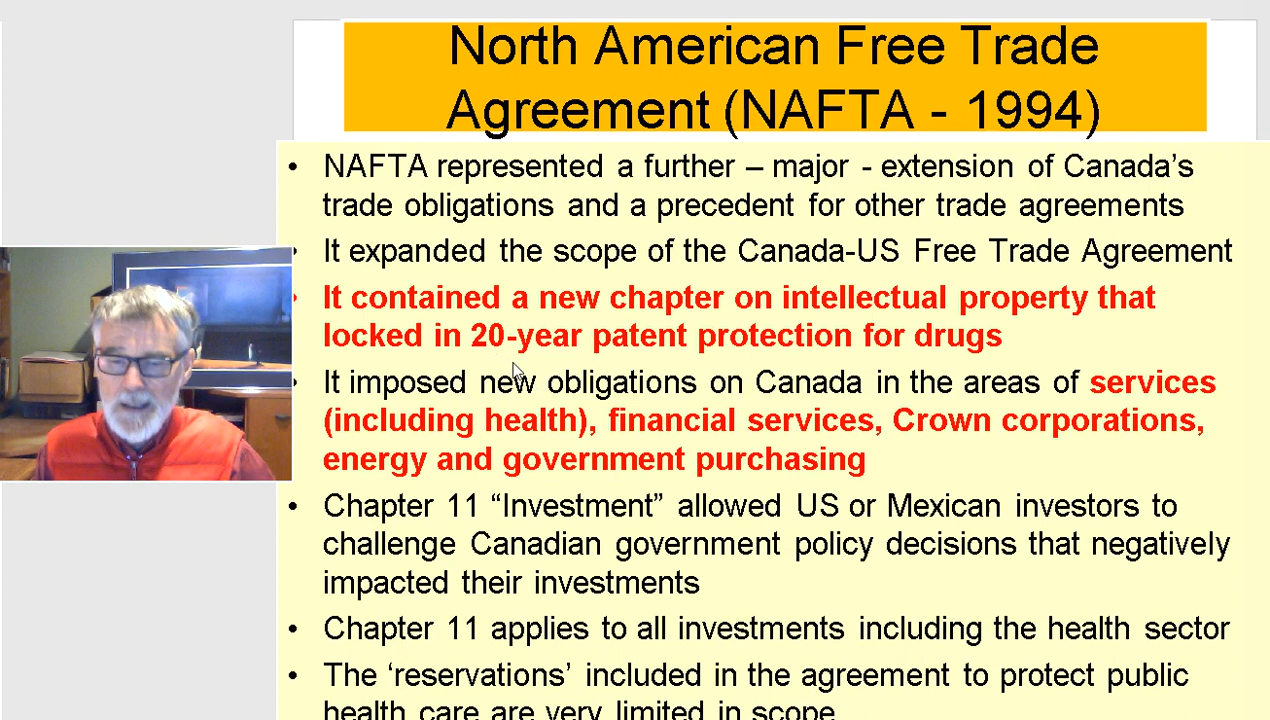 North American Free Trade
Agreement (NAFTA - 1994)
• NAFTA represented a further – major - extension of Canada’s
trade obligations and a precedent for other trade agreements
• It expanded the scope of the Canada-US Free Trade Agreement
• It contained a new chapter on intellectual property that
locked in 20-year patent protection for drugs
• It imposed new obligations on Canada in the areas of services
(including health), financial services, Crown corporations,
energy and government purchasing
• Chapter 11 “Investment” allowed US or Mexican investors to
challenge Canadian government policy decisions that negatively
impacted their investments
• Chapter 11 applies to all investments including the health sector
• The ‘reservations’ included in the agreement to protect public
health care are very limited in scope